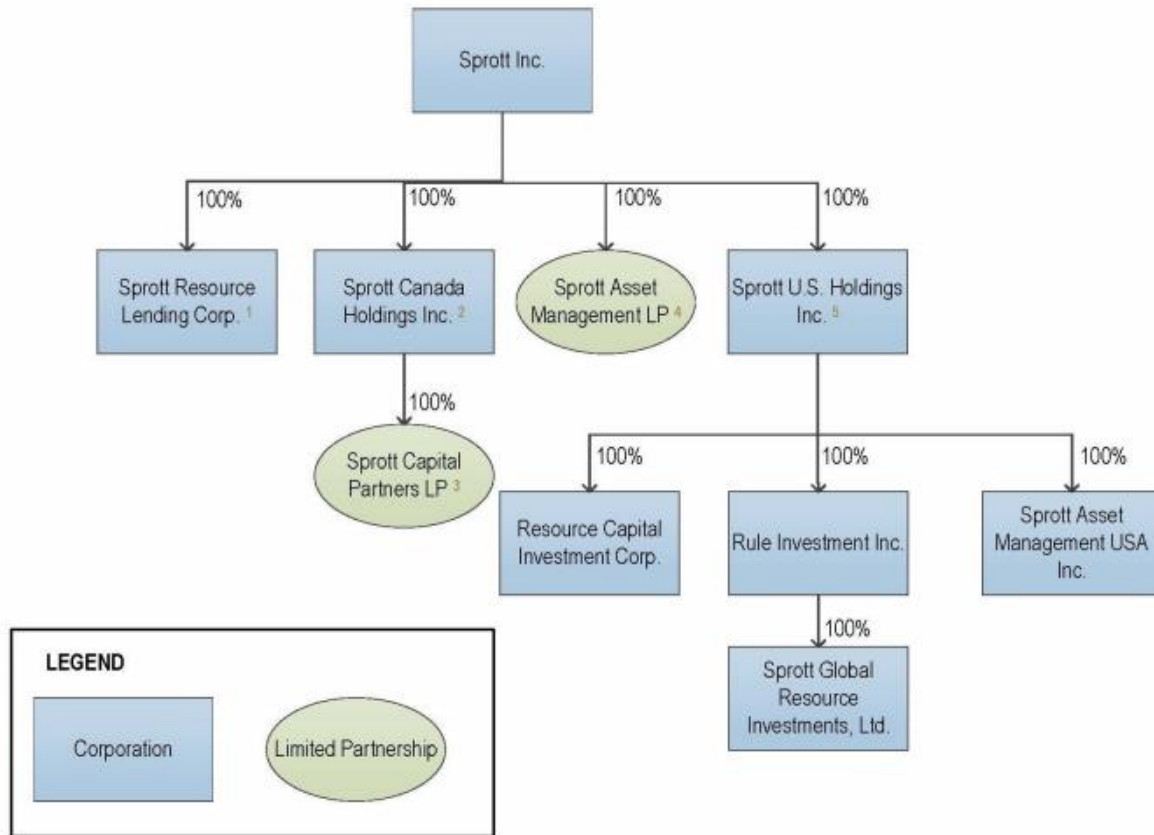 Sprott Inc.
100%
100%
100%
100%
Sprott Resource
Lending Corp. 1
Sprott Canada
Holdings Inc. 2
Sprott Asset
Management LP 4
Sprott U.S. Holdings
Inc. 5
100%
Sprott Capital
Partners LP 3
100%
100%
100%
Resource Capital
Investment Corp.
Rule Investment Inc.
Sprott Asset
Management USA
Inc.
100%
Sprott Global
Resource
Investments, Ltd.
LEGEND
Corporation
Limited Partnership